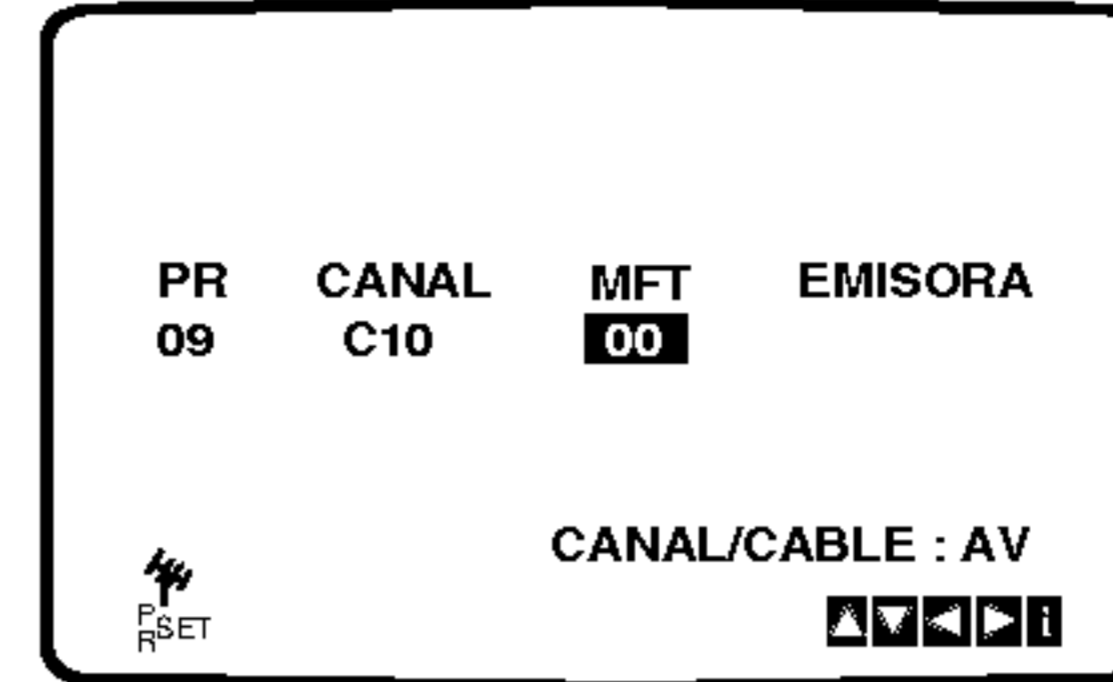 PR CANAL MFT EMISORA
09 C10 00
CANAL/CABLE : AV
PR SET
i